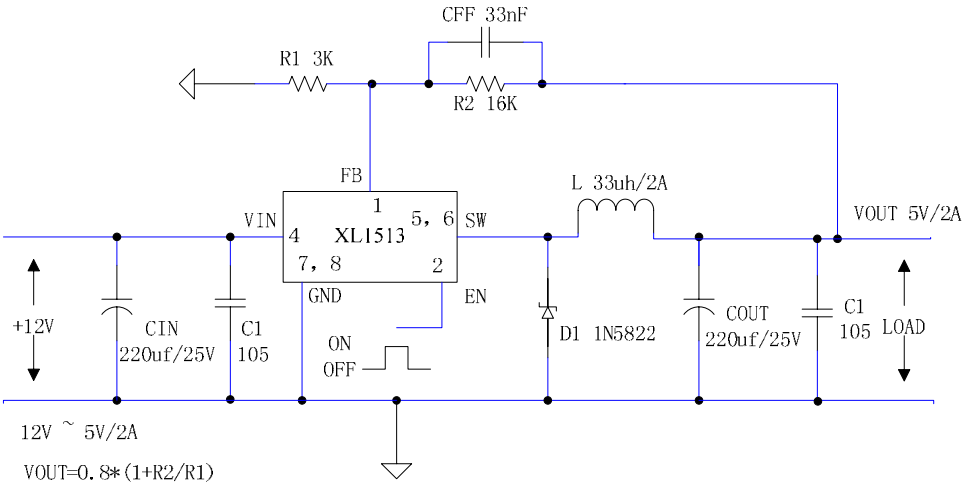 CFF 33nF
R1 3K
R2 16K
FB
L 33uh/2A
1
VIN
5, 6
SW
VOUT 5V/2A
4
XL1513
7, 8
2
GND
EN
+12V
CIN
220uf/25V
C1
105
ON
OFF
D1 1N5822
COUT
220uf/25V
C1
105
LOAD
12V ~ 5V/2A
VOUT=0.8*(1+R2/R1)